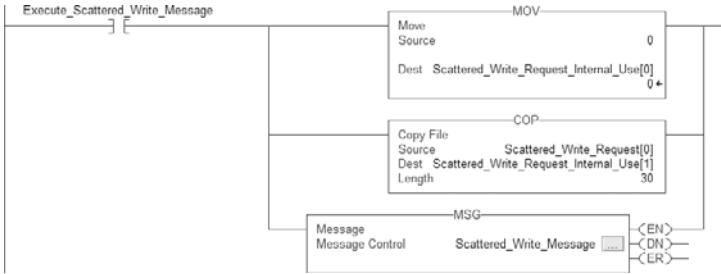 Execute_Scattered_Write_Message
MOV
Move
Source 0
Dest Scattered_Write_Request_Internal_Use[0]
0
COP
Copy File
Source Scattered_Write_Request[0]
Dest Scattered_Write_Request_Internal_Use[1]
Length 30
MSG
Message
Message Control Scattered_Write_Message ...
EN
DN
ER